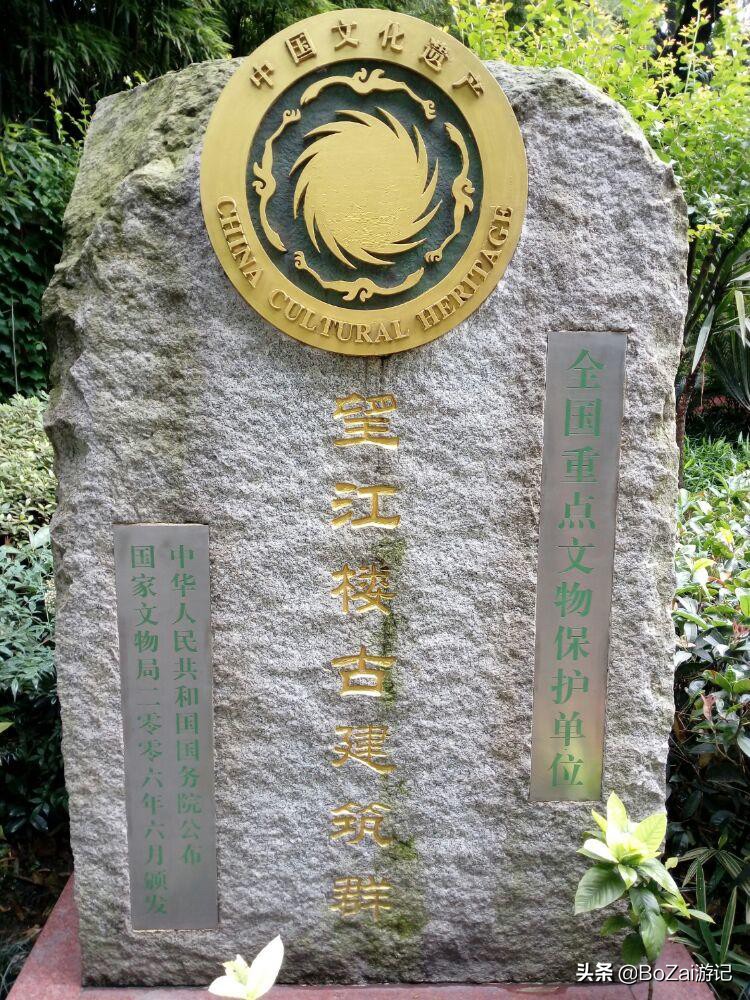 中国文化遗产
CHINA CULTURAL HERITAGE
全国重点文物保护单位
望江楼古建筑群
中华人民共和国国务院公布
国家文物局二零零六年六月颁发
头条 @BoZai游记